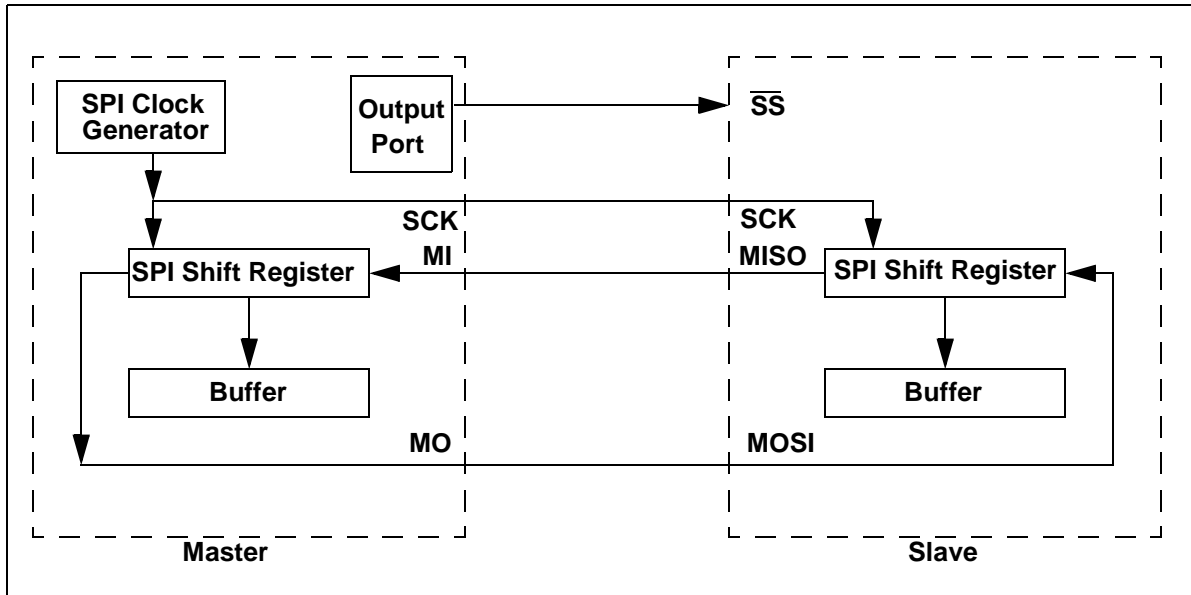 SPI Clock
Generator
Output
Port
S̅S̅
SCK
SCK
MI
MISO
SPI Shift Register
SPI Shift Register
Buffer
Buffer
MO
MOSI
Master
Slave